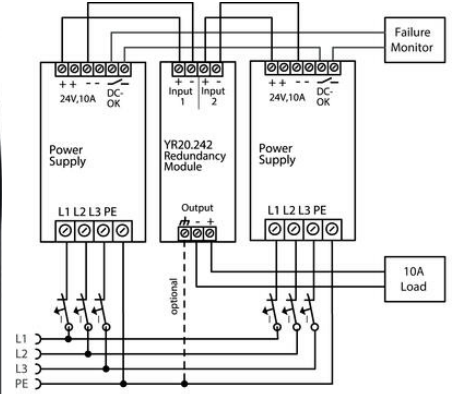 Failure
Monitor
+ + - -
24V,10A
DC-
OK
+ - + -
Input
1
Input
2
+ + - -
24V,10A
DC-
OK
Power
Supply
YR20.242
Redundancy
Module
Power
Supply
L1 L2 L3 PE
Output
- +
L1 L2 L3 PE
optional
10A
Load
I
I
I
I
I
I
L1
L2
L3
PE